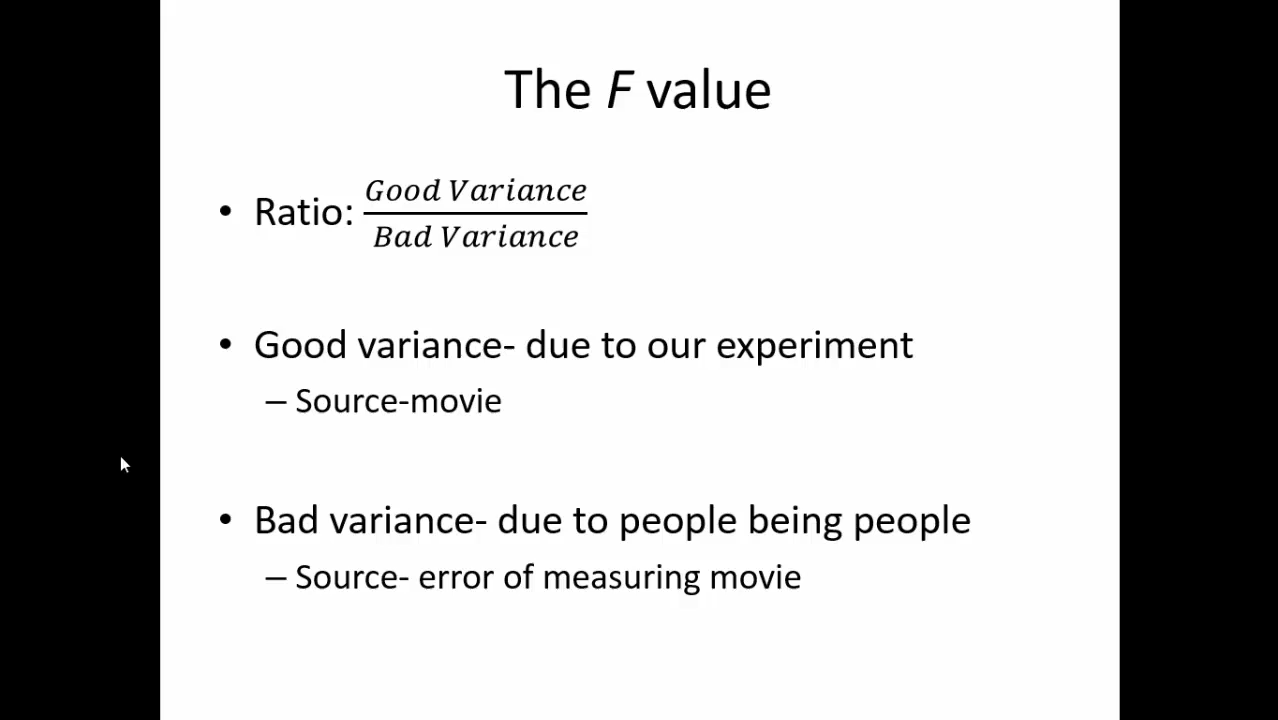 The F value
• Ratio: Good Variance
Bad Variance
• Good variance- due to our experiment
– Source-movie
• Bad variance- due to people being people
– Source- error of measuring movie